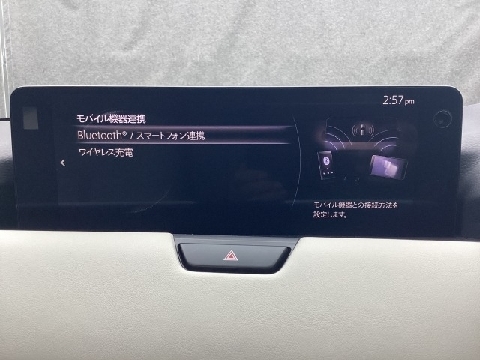 2:57pm
モバイル機器連携
Bluetooth® / スマートフォン連携
ワイヤレス充電
モバイル機器との接続方法を
設定します。